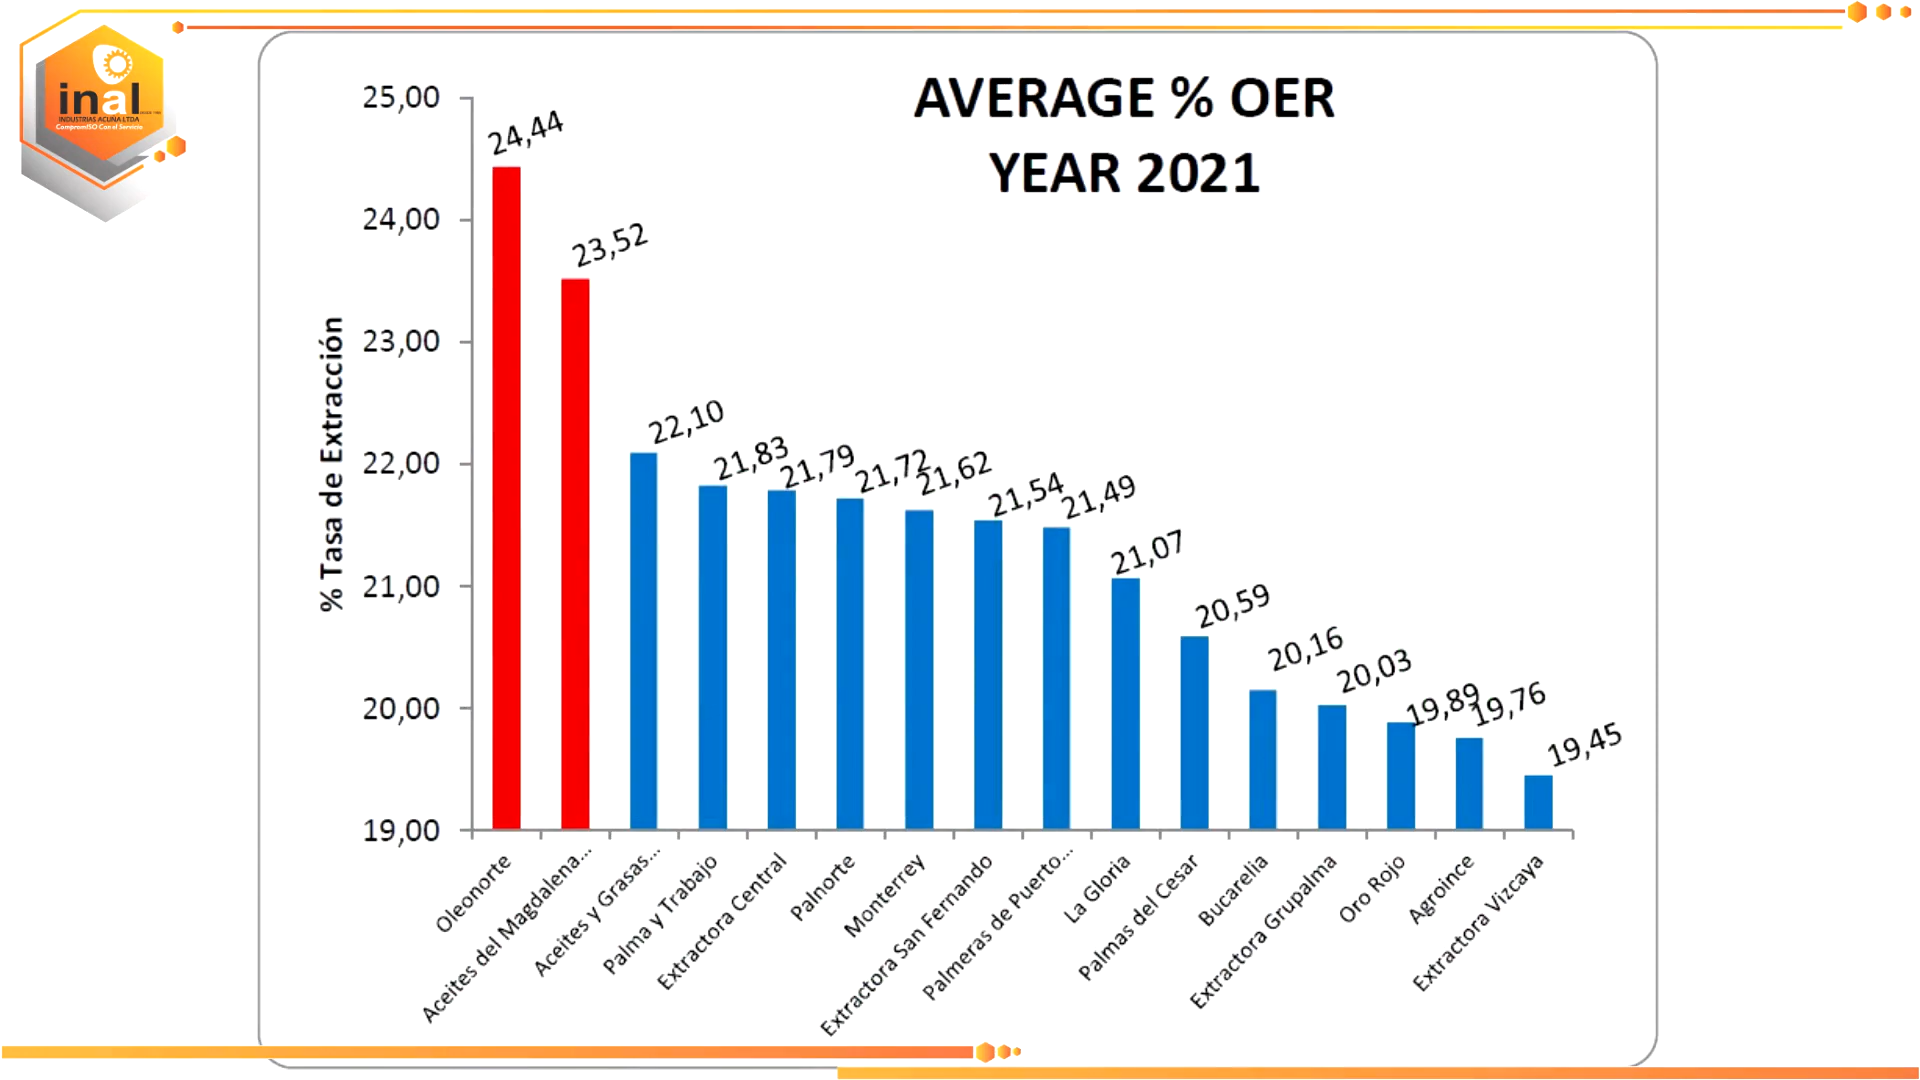 inal
INDUSTRIAS ACUÑA LTDA
CompromISO Con el Servicio
AVERAGE % OER
YEAR 2021
% Tasa de Extracción
25,00
24,00
23,00
22,00
21,00
20,00
19,00
24,44
23,52
22,10
21,83
21,79
21,72
21,62
21,54
21,49
21,07
20,59
20,16
20,03
19,89
19,76
19,45
Oleonorte
Aceites del Magdalena...
Aceites y Grasas...
Palma y Trabajo
Extractora Central
Palnorte
Monterrey
Extractora San Fernando
Palmeras de Puerto...
La Gloria
Palmas del Cesar
Bucarelia
Extractora Grupalma
Oro Rojo
Agroince
Extractora Vizcaya